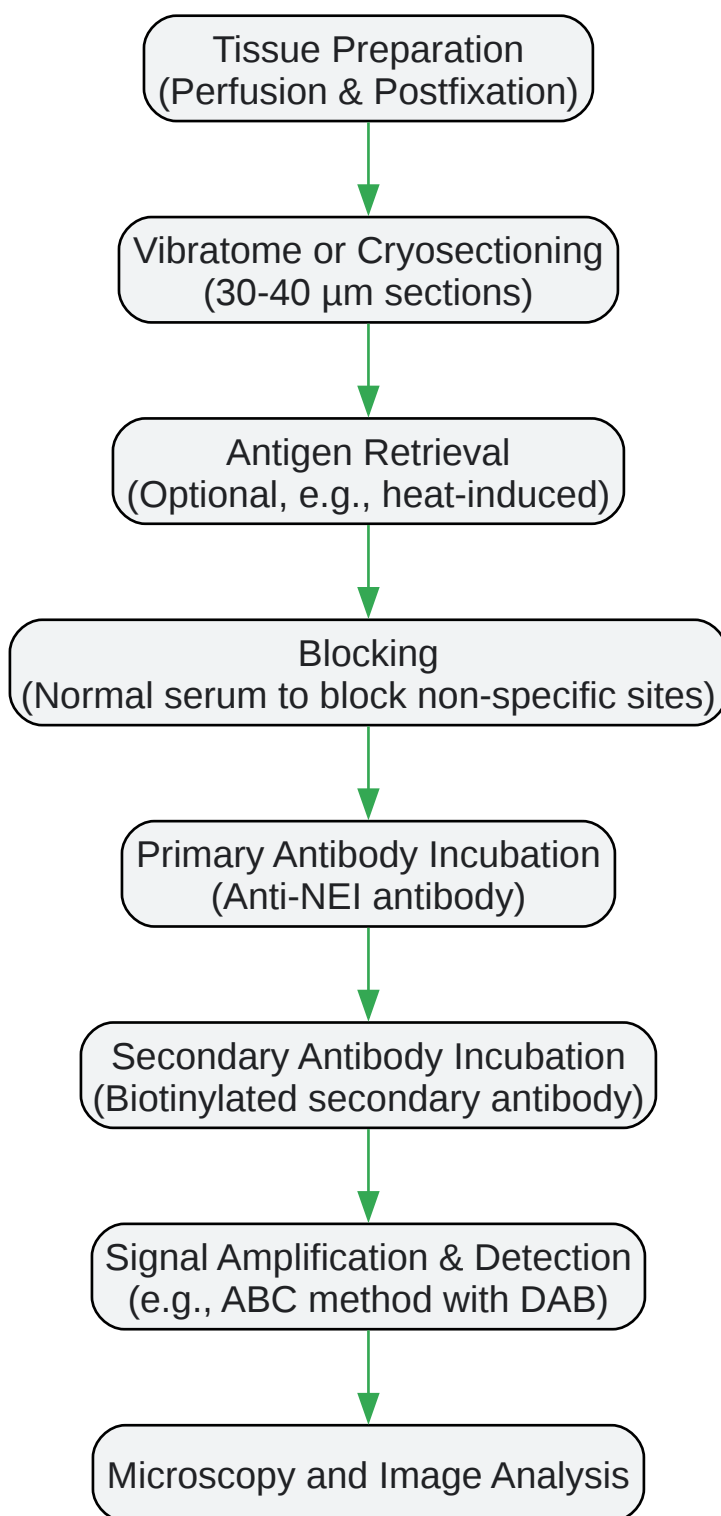 Tissue Preparation
(Perfusion & Postfixation)
Vibratome or Cryosectioning
(30-40 µm sections)
Antigen Retrieval
(Optional, e.g., heat-induced)
Blocking
(Normal serum to block non-specific sites)
Primary Antibody Incubation
(Anti-NEI antibody)
Secondary Antibody Incubation
(Biotinylated secondary antibody)
Signal Amplification & Detection
(e.g., ABC method with DAB)
Microscopy and Image Analysis